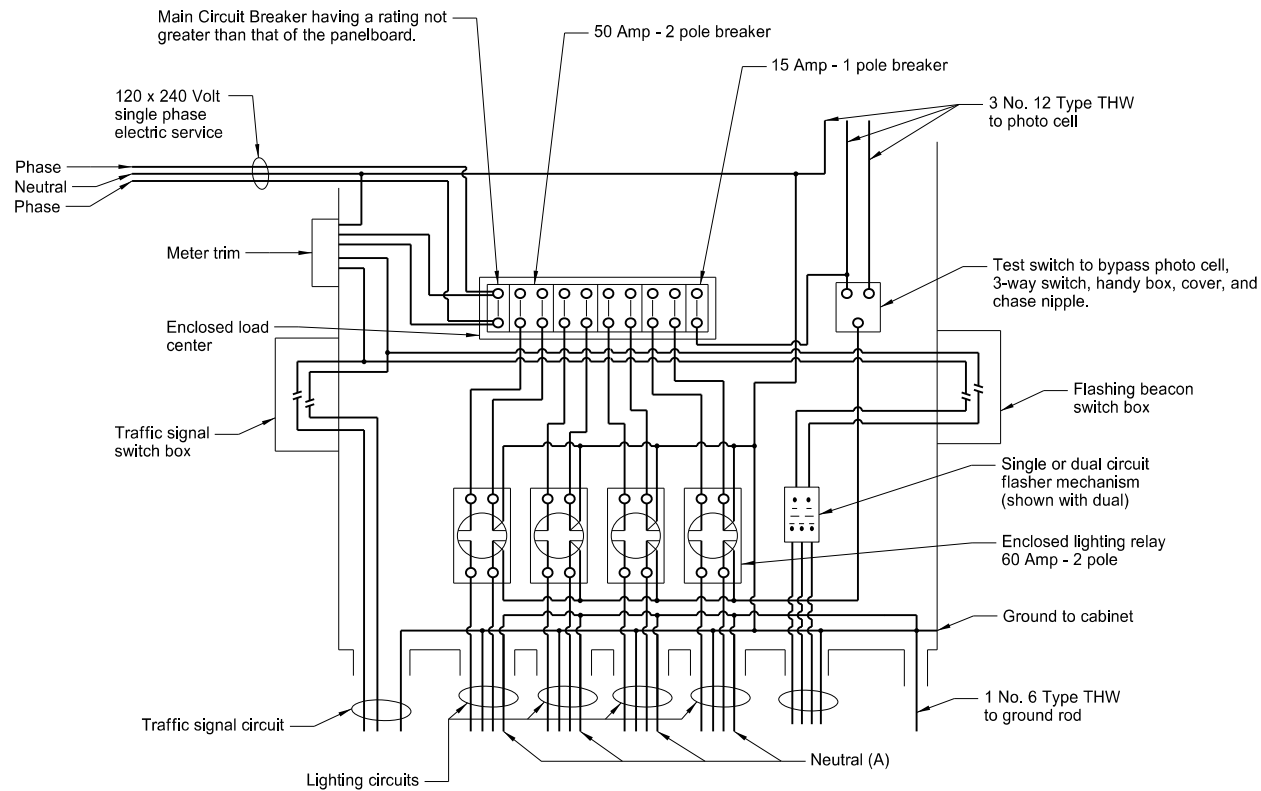 Main Circuit Breaker having a rating not
greater than that of the panelboard.
50 Amp - 2 pole breaker
15 Amp - 1 pole breaker
120 x 240 Volt
single phase
electric service
3 No. 12 Type THW
to photo cell
Phase
Neutral
Phase
Meter trim
Test switch to bypass photo cell,
3-way switch, handy box, cover, and
chase nipple.
Enclosed load
center
Flashing beacon
switch box
Traffic signal
switch box
Single or dual circuit
flasher mechanism
(shown with dual)
Enclosed lighting relay
60 Amp - 2 pole
Ground to cabinet
1 No. 6 Type THW
to ground rod
Traffic signal circuit
Neutral (A)
Lighting circuits